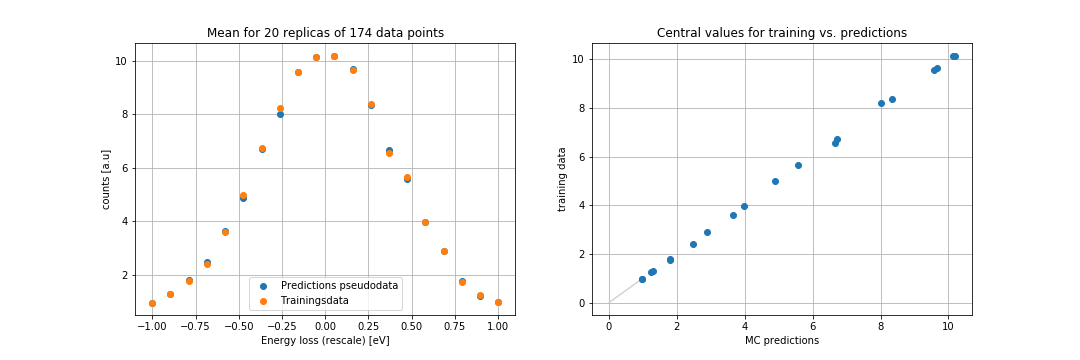 Mean for 20 replicas of 174 data points
counts [a.u]
10
8
6
4
2
Predictions pseudodata
Trainingsdata
−1.00 −0.75 −0.50 −0.25 0.00 0.25 0.50 0.75 1.00
Energy loss (rescale) [eV]
Central values for training vs. predictions
training data
10
8
6
4
2
0
0 2 4 6 8 10
MC predictions